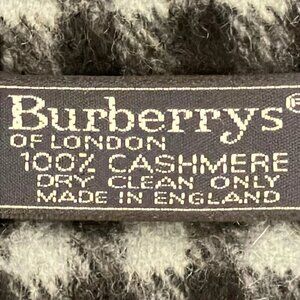 Burberrys®
OF LONDON
100% CASHMERE
DRY CLEAN ONLY
MADE IN ENGLAND